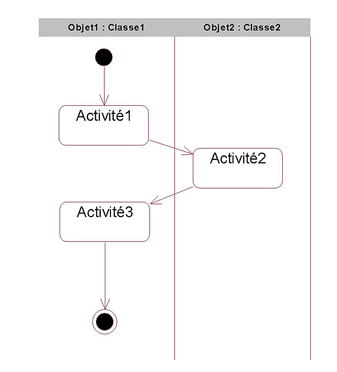 Objet1 : Classe1
Objet2 : Classe2
Activité1
Activité2
Activité3